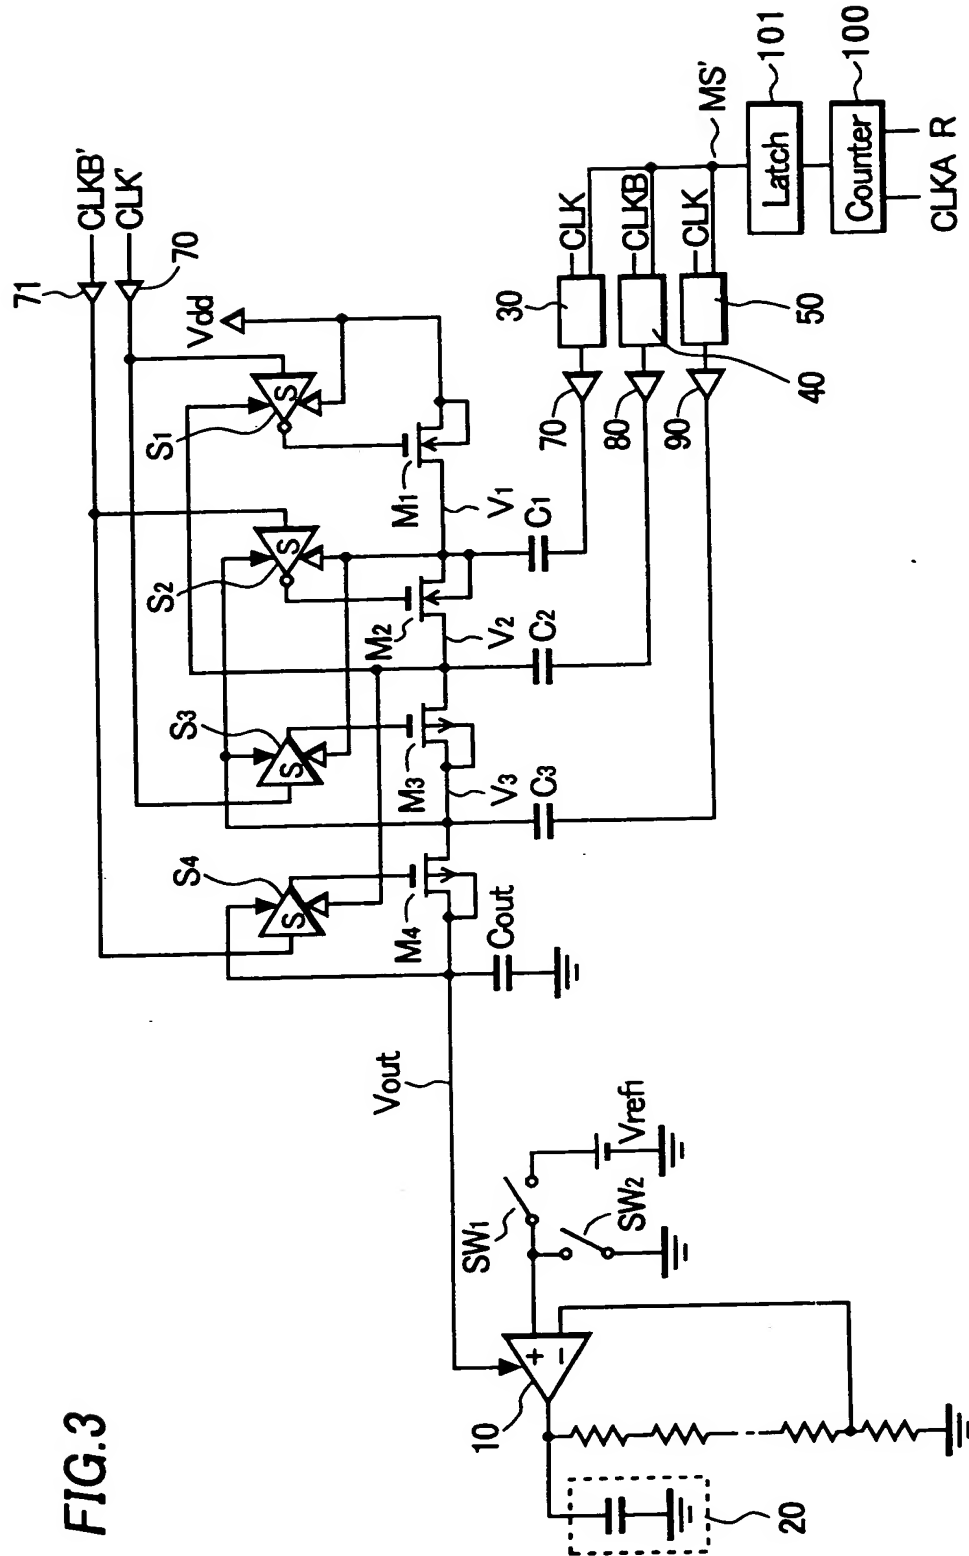 FIG.3
71
CLKB'
CLK'
70
Vdd
S1
S
S2
S
S3
S
S4
S
M1
V1
M2
V2
M3
V3
M4
Cout
C1
C2
C3
Vout
30
CLK
40
CLKB
50
CLK
70
80
90
MS'
Latch
101
Counter
100
CLKA
R
SW1
SW2
Vref1
10
+
−
20